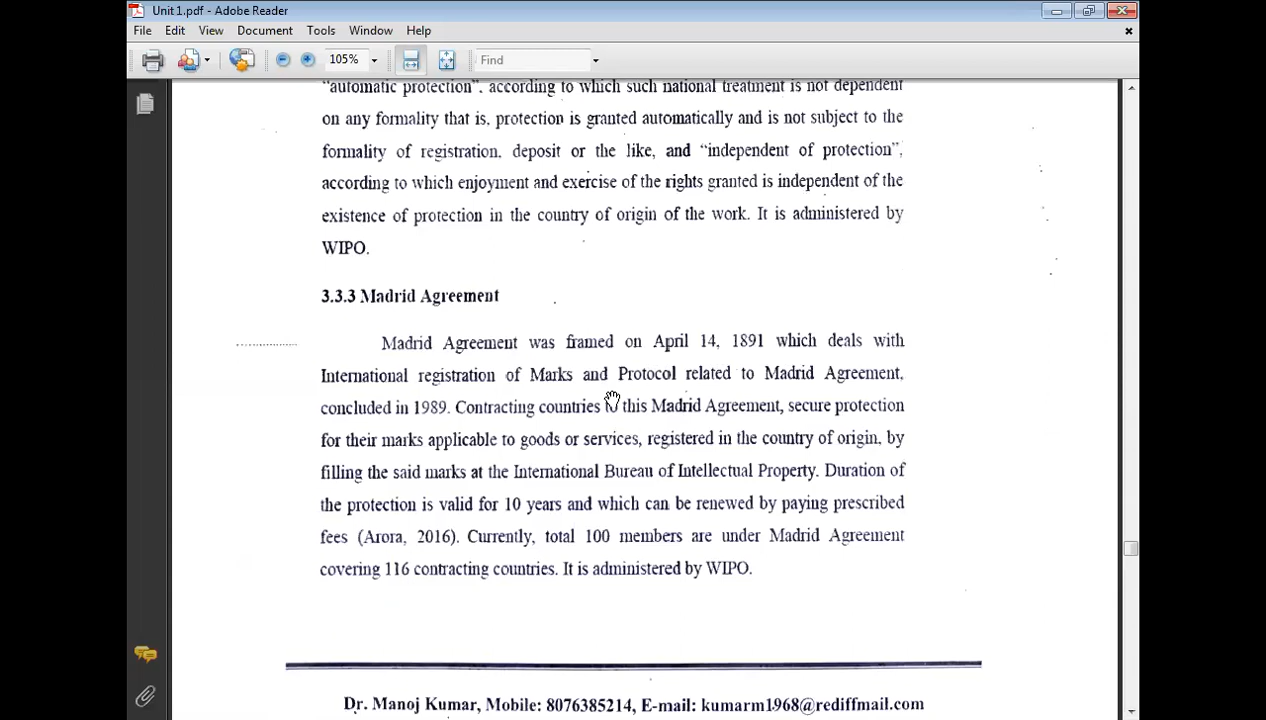 Unit 1.pdf - Adobe Reader
File Edit View Document Tools Window Help
105% Find
"automatic protection", according to which such national treatment is not dependent
on any formality that is, protection is granted automatically and is not subject to the
formality of registration, deposit or the like, and "independent of protection",
according to which enjoyment and exercise of the rights granted is independent of the
existence of protection in the country of origin of the work. It is administered by
WIPO.
3.3.3 Madrid Agreement
Madrid Agreement was framed on April 14, 1891 which deals with
International registration of Marks and Protocol related to Madrid Agreement,
concluded in 1989. Contracting countries to this Madrid Agreement, secure protection
for their marks applicable to goods or services, registered in the country of origin, by
filling the said marks at the International Bureau of Intellectual Property. Duration of
the protection is valid for 10 years and which can be renewed by paying prescribed
fees (Arora, 2016). Currently, total 100 members are under Madrid Agreement
covering 116 contracting countries. It is administered by WIPO.
Dr. Manoj Kumar, Mobile: 8076385214, E-mail: kumarm1968@rediffmail.com